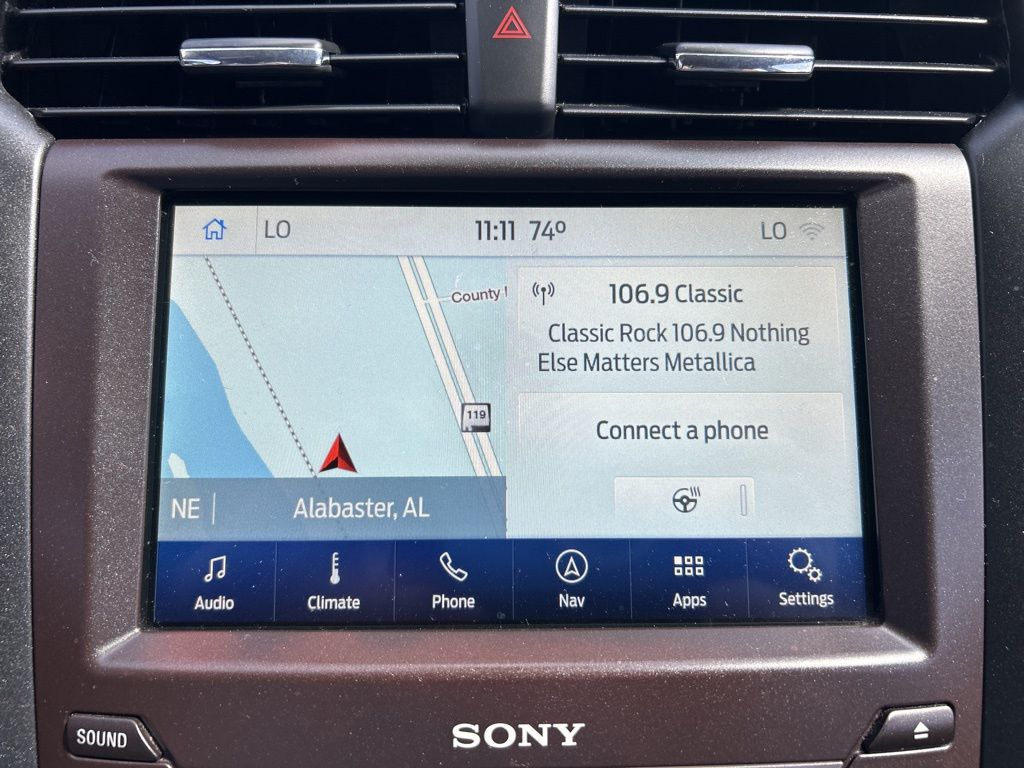 LO 11:11 74º LO
County
106.9 Classic
Classic Rock 106.9 Nothing
Else Matters Metallica
119
Connect a phone
NE Alabaster, AL
Audio Climate Phone Nav Apps Settings
SOUND SONY